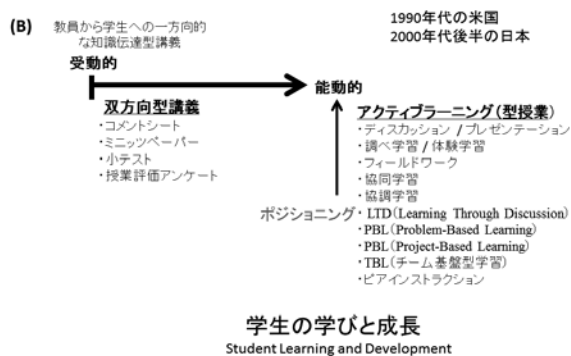 (B)
教員から学生への一方向的
な知識伝達型講義
受動的
1990年代の米国
2000年代後半の日本
能動的
双方向型講義
・コメントシート
・ミニッツペーパー
・小テスト
・授業評価アンケート
アクティブラーニング(型授業)
・ディスカッション / プレゼンテーション
・調べ学習 / 体験学習
・フィールドワーク
・協同学習
・協調学習
ポジショニング
・LTD(Learning Through Discussion)
・PBL(Problem-Based Learning)
・PBL(Project-Based Learning)
・TBL(チーム基盤型学習)
・ピアインストラクション
学生の学びと成長
Student Learning and Development